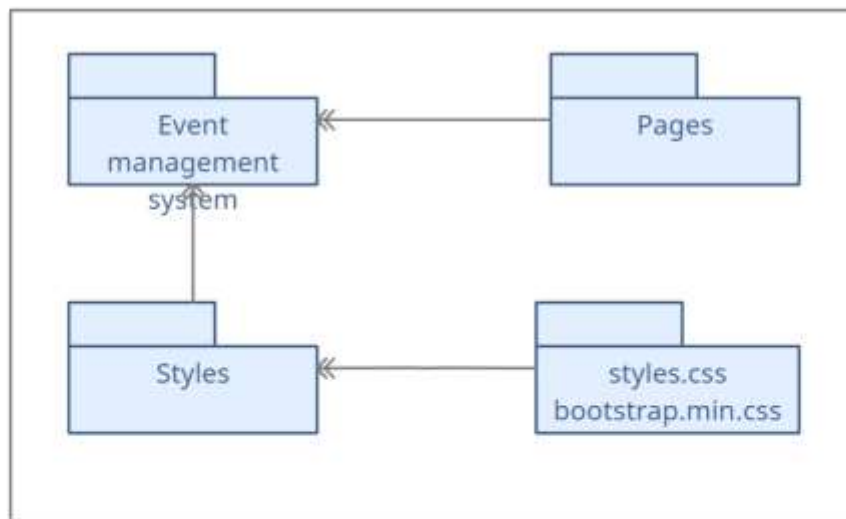 Event
management
system
Pages
Styles
styles.css
bootstrap.min.css